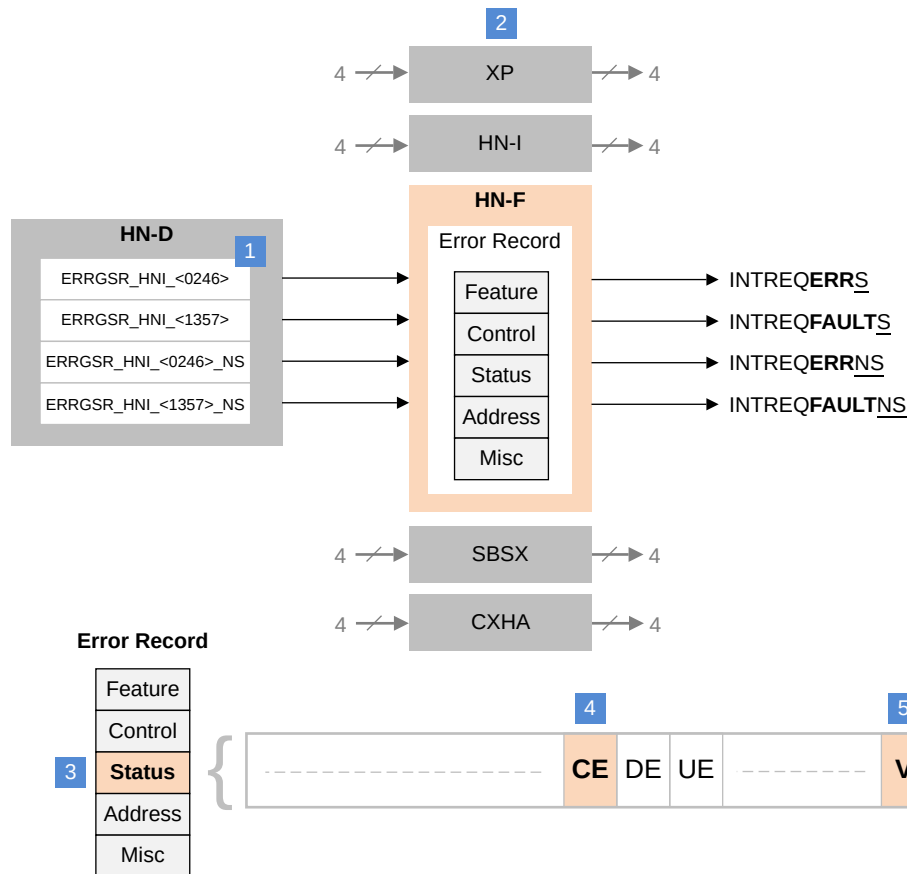 2
4 XP 4
4 HN-I 4
HN-F
HN-D
1
Error Record
ERRGSR_HNI_<0246>
ERRGSR_HNI_<1357>
ERRGSR_HNI_<0246>_NS
ERRGSR_HNI_<1357>_NS
Feature
Control
Status
Address
Misc
INTREQERRS
INTREQFAULTS
INTREQERRNS
INTREQFAULTNS
4 SBSX 4
4 CXHA 4
Error Record
Feature
Control
3 Status
Address
Misc
4
5
CE DE UE V